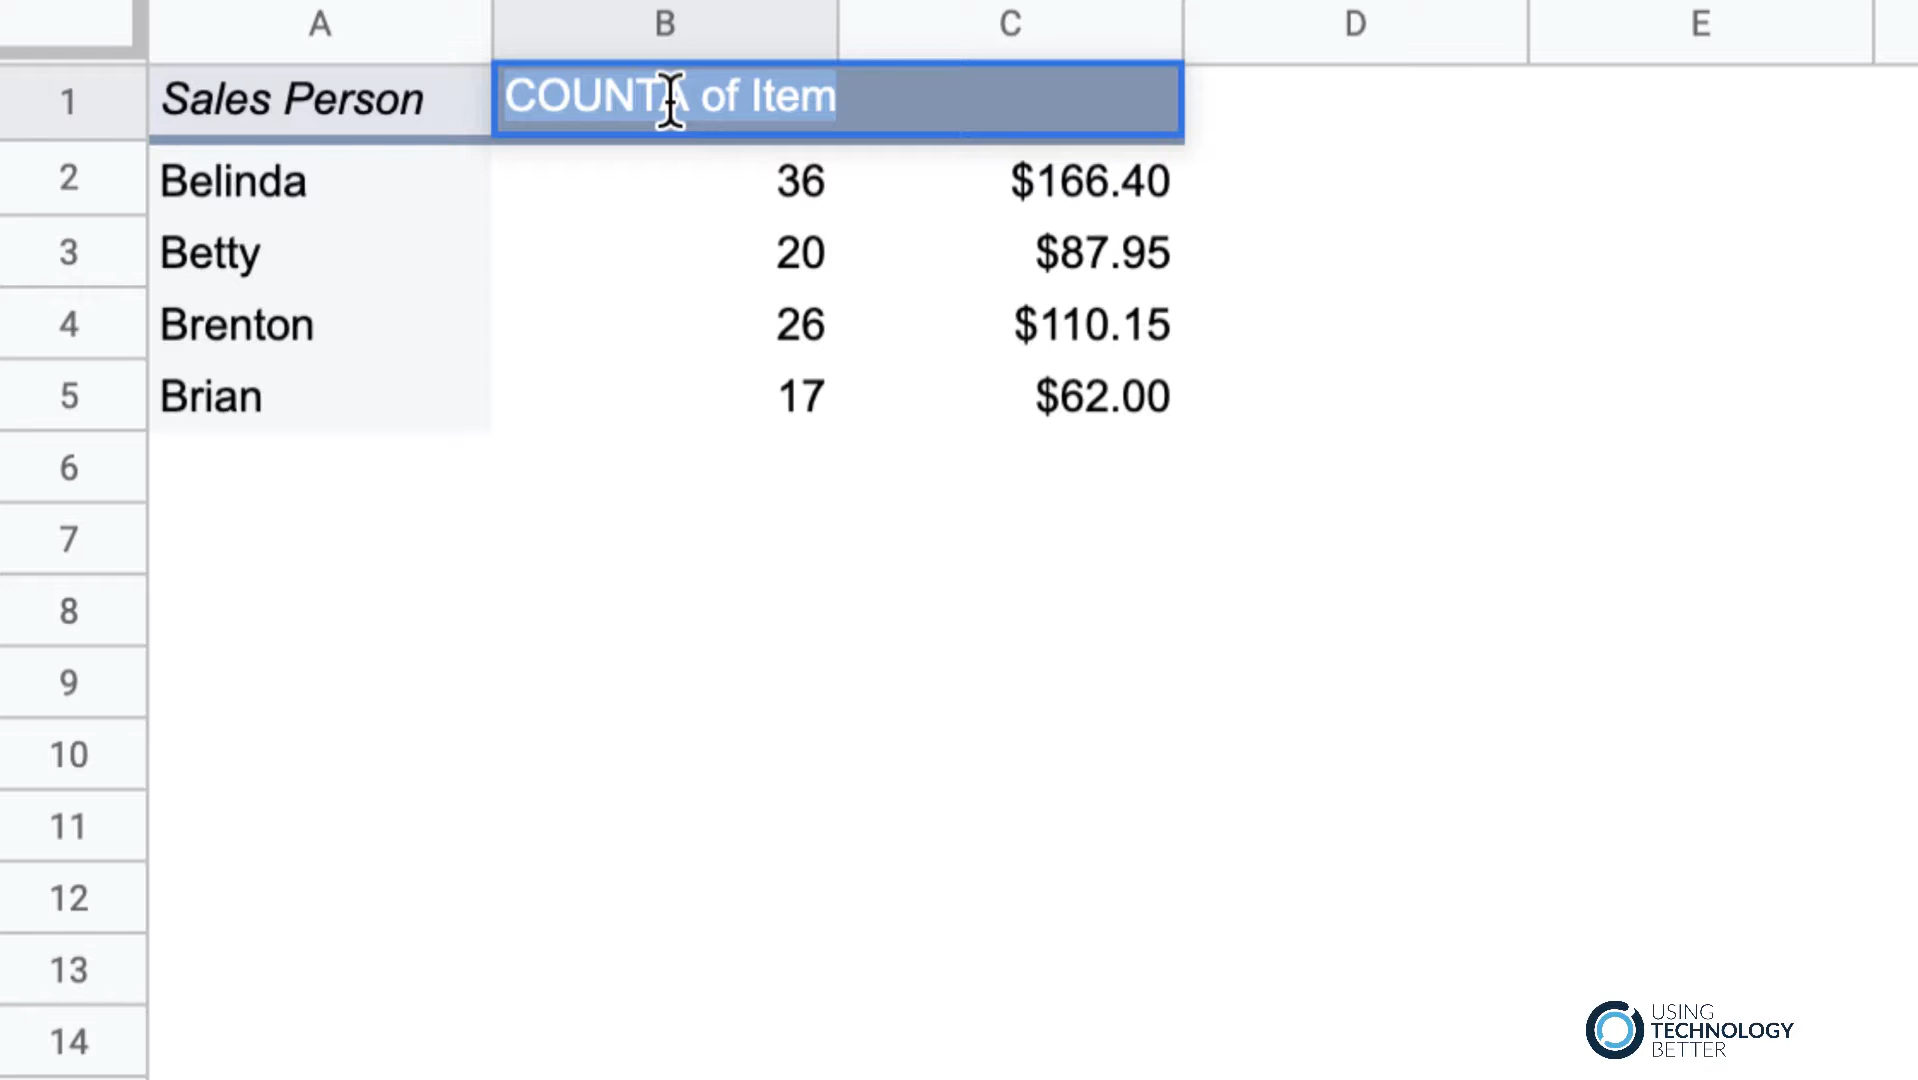 A B C D E
1 Sales Person COUNTA of Item
2 Belinda 36 $166.40
3 Betty 20 $87.95
4 Brenton 26 $110.15
5 Brian 17 $62.00
6
7
8
9
10
11
12
13
14
USING
TECHNOLOGY
BETTER